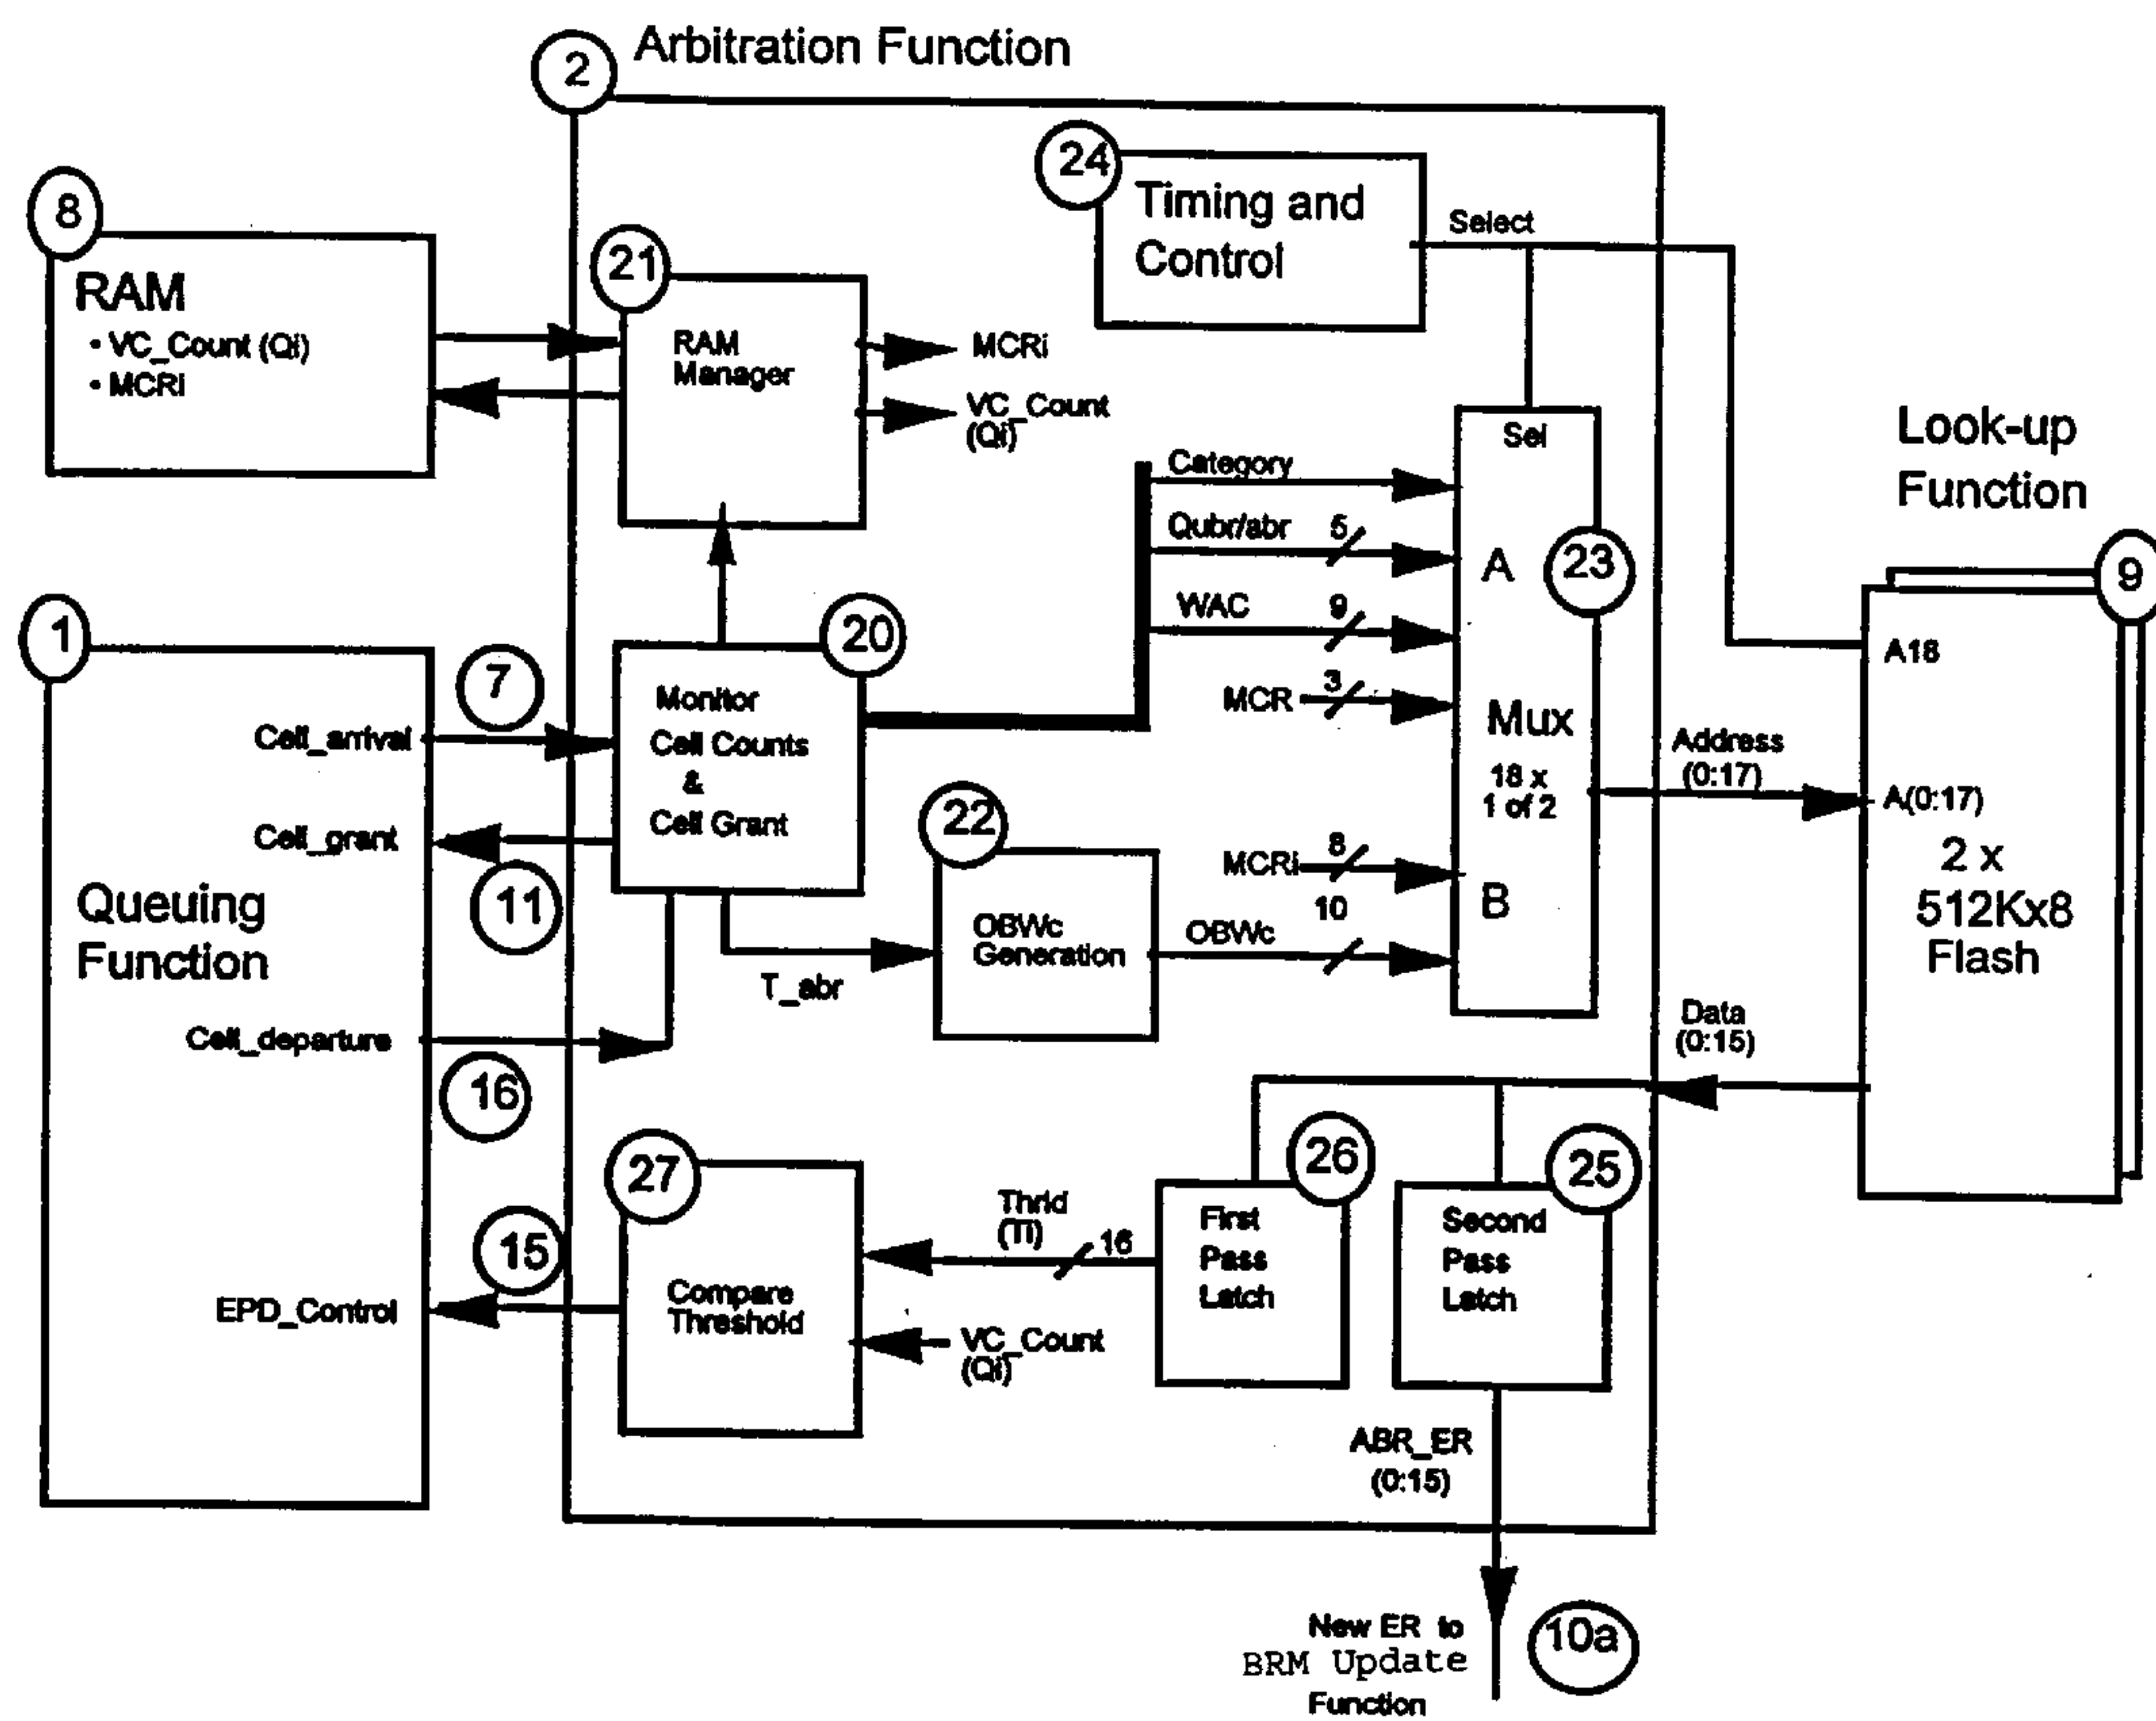 2
Arbitration Function
24
Timing and
Control
Select
8
RAM
• VC_Count (Qi)
• MCRi
21
RAM
Manager
MCRi
VC_Count
(Qi)
Sel
Category
Qubr/abr
5
A
23
WAC
9
MCR
3
Mux
18 x
1 of 2
MCRi
8
B
10
OBWc
Look-up
Function
9
A18
Address
(0:17)
A(0:17)
2 x
512Kx8
Flash
Data
(0:15)
1
7
Cell_arrival
20
Monitor
Cell Counts
&
Cell Grant
Cell_grant
11
Queuing
Function
22
OBWc
Generation
T_abr
Cell_departure
16
27
Compare
Threshold
15
EPD_Control
Thrld
(Ti)
16
VC_Count
(Qi)
26
First
Pass
Latch
25
Second
Pass
Latch
ABR_ER
(0:15)
New ER to
BRM Update
Function
10a